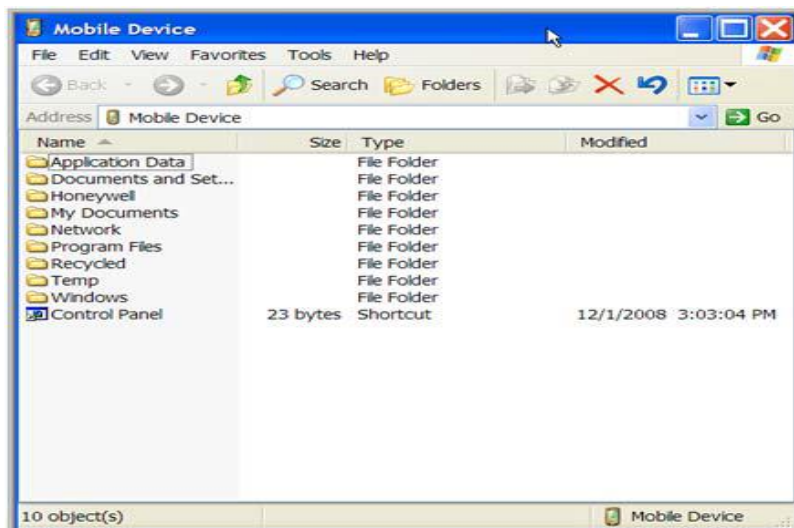 Mobile Device
File Edit View Favorites Tools Help
Back Search Folders
Address Mobile Device Go
Name Size Type Modified
Application Data File Folder
Documents and Set... File Folder
Honeywell File Folder
My Documents File Folder
Network File Folder
Program Files File Folder
Recycled File Folder
Temp File Folder
Windows File Folder
Control Panel 23 bytes Shortcut 12/1/2008 3:03:04 PM
10 object(s) Mobile Device